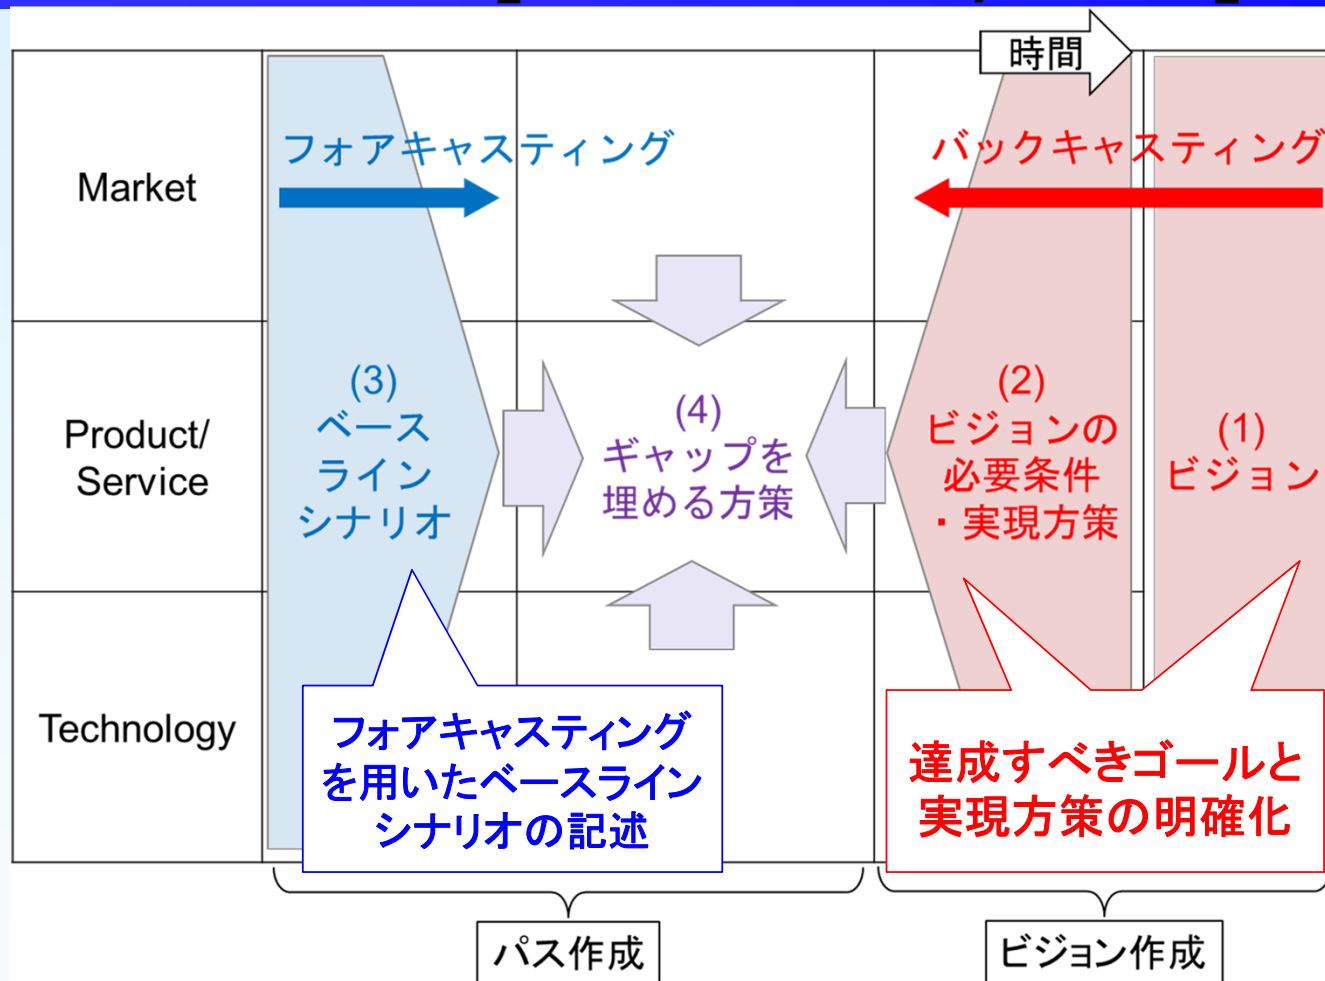 時間
フォアキャスティング
バックキャスティング
Market
(3)
ベース
ライン
シナリオ
(4)
ギャップを
埋める方策
(2)
ビジョンの
必要条件
・実現方策
(1)
ビジョン
Product/
Service
Technology
フォアキャスティング
を用いたベースライン
シナリオの記述
達成すべきゴールと
実現方策の明確化
パス作成
ビジョン作成